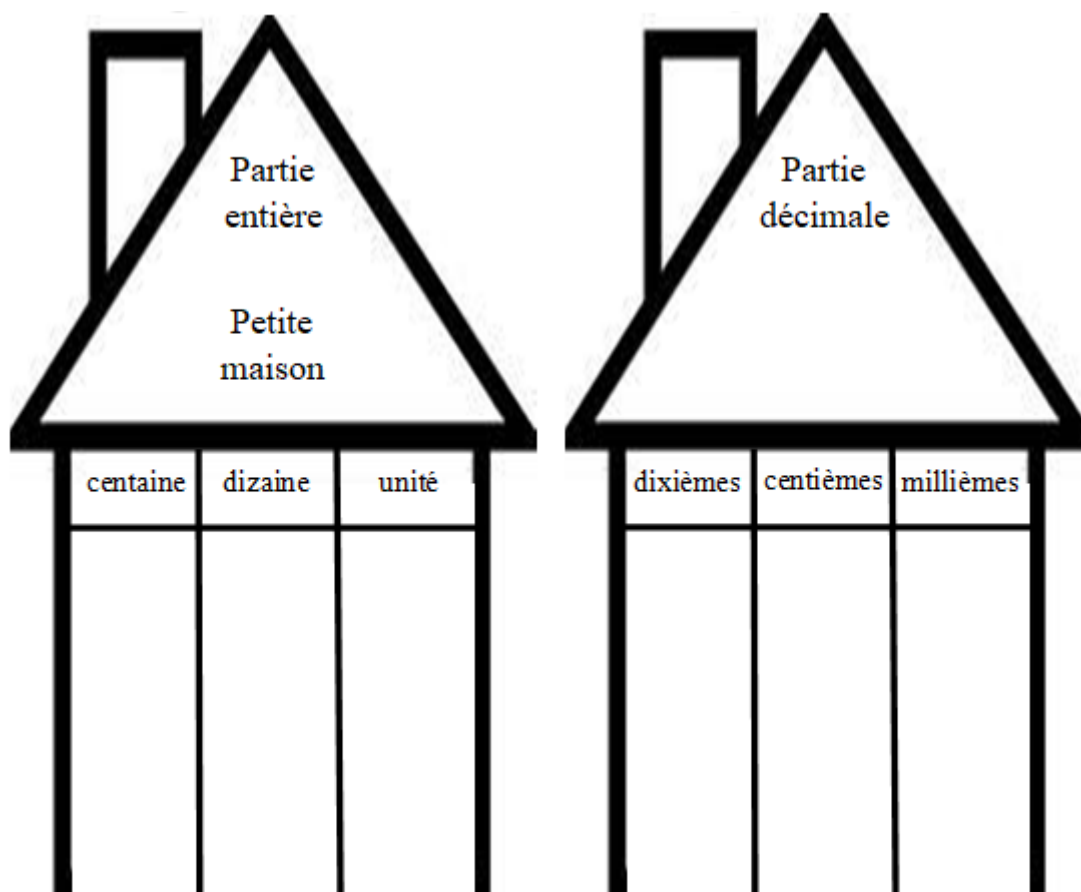 Partie
entière
Petite
maison
centaine dizaine unité
Partie
décimale
dixièmes centièmes millièmes